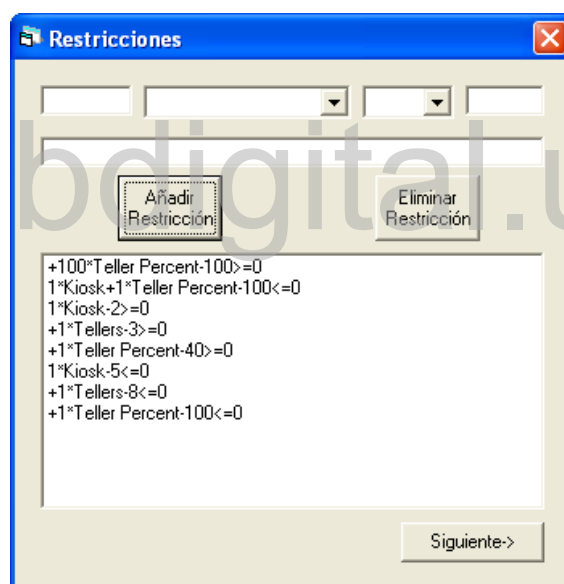 Restricciones
bdigital.u
Añadir
Restricción
Eliminar
Restricción
+100*Teller Percent-100>=0
1*Kiosk+1*Teller Percent-100<=0
1*Kiosk-2>=0
+1*Tellers-3>=0
+1*Teller Percent-40>=0
1*Kiosk-5<=0
+1*Tellers-8<=0
+1*Teller Percent-100<=0
Siguiente->